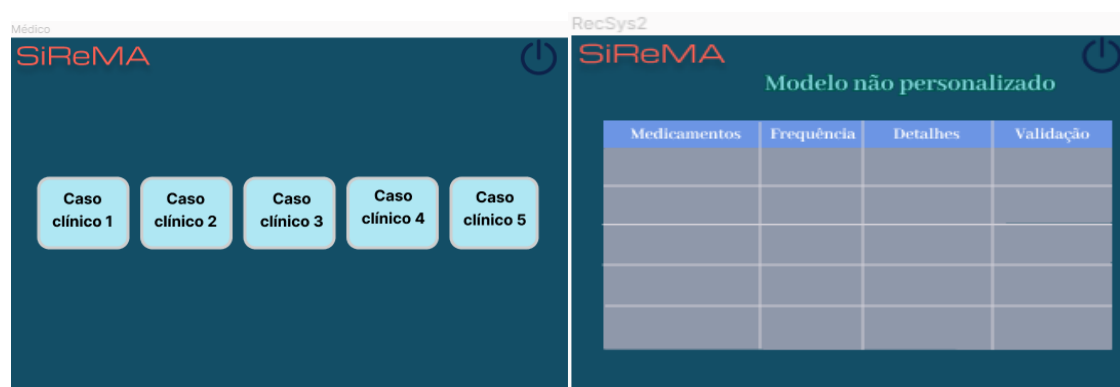 Médico
SiReMA
Caso
clínico 1
Caso
clínico 2
Caso
clínico 3
Caso
clínico 4
Caso
clínico 5
RecSys2
SiReMA
Modelo não personalizado
Medicamentos Frequência Detalhes Validação